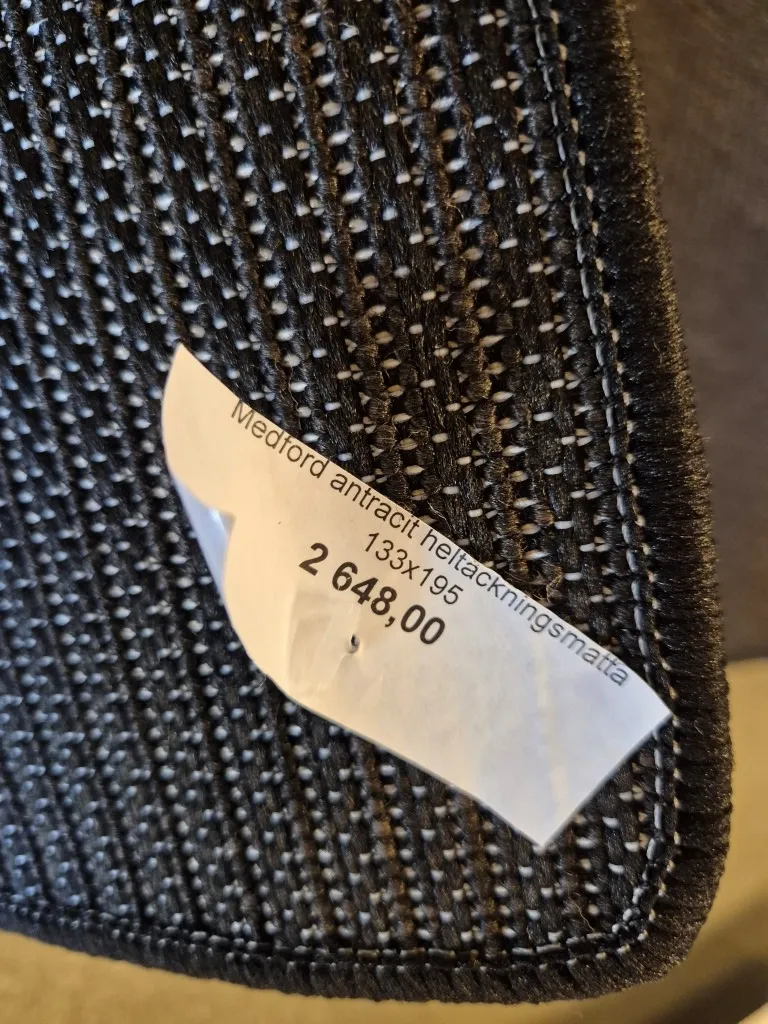 Medford antracit heltäckningsmatta
133x195
2 648,00